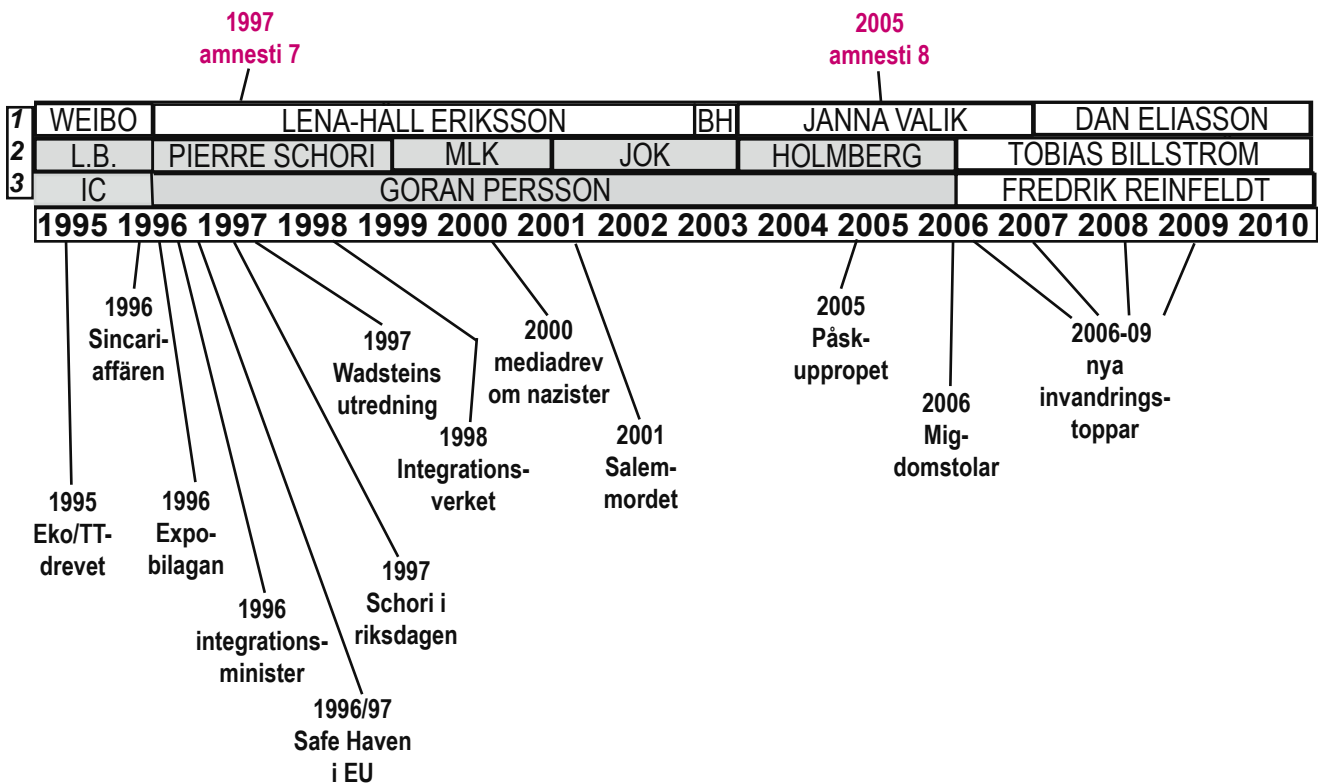 1997
amnesti 7
2005
amnesti 8
1 WEIBO LENA-HALL ERIKSSON BH JANNA VALIK DAN ELIASSON
2 L.B. PIERRE SCHORI MLK JOK HOLMBERG TOBIAS BILLSTROM
3 IC GORAN PERSSON FREDRIK REINFELDT
1995 1996 1997 1998 1999 2000 2001 2002 2003 2004 2005 2006 2007 2008 2009 2010
1996
Sincari-
affären
1997
Wadsteins
utredning
2000
mediadrev
om nazister
2005
Påsk-
uppropet
2006-09
nya
invandrings-
toppar
1998
Integrations-
verket
2001
Salem-
mordet
2006
Mig-
domstolar
1995
Eko/TT-
drevet
1996
Expo-
bilagan
1997
Schori i
riksdagen
1996
integrations-
minister
1996/97
Safe Haven
i EU